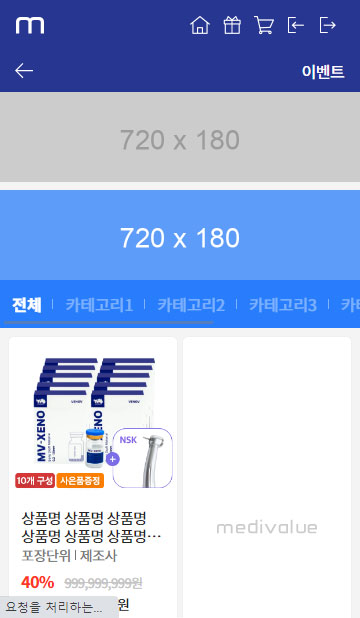 m
이벤트
720 x 180
720 x 180
전체 카테고리1 카테고리2 카테고리3
MV-XENO
NSK
10개 구성 사은품증정
medivalue
상품명 상품명 상품명
상품명 상품명 상품명...
포장단위 | 제조사
40% 999,999,999원
원
요청을 처리하는...